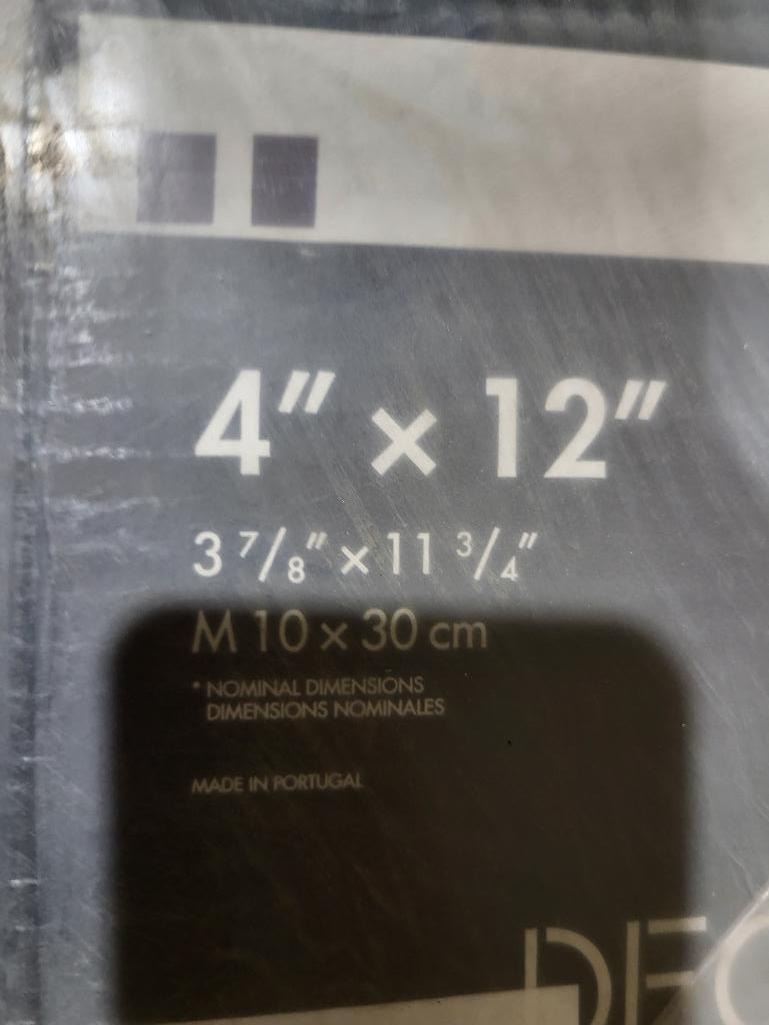 4" × 12"
3 7/8" × 11 3/4"
M 10 × 30 cm
* NOMINAL DIMENSIONS
DIMENSIONS NOMINALES
MADE IN PORTUGAL